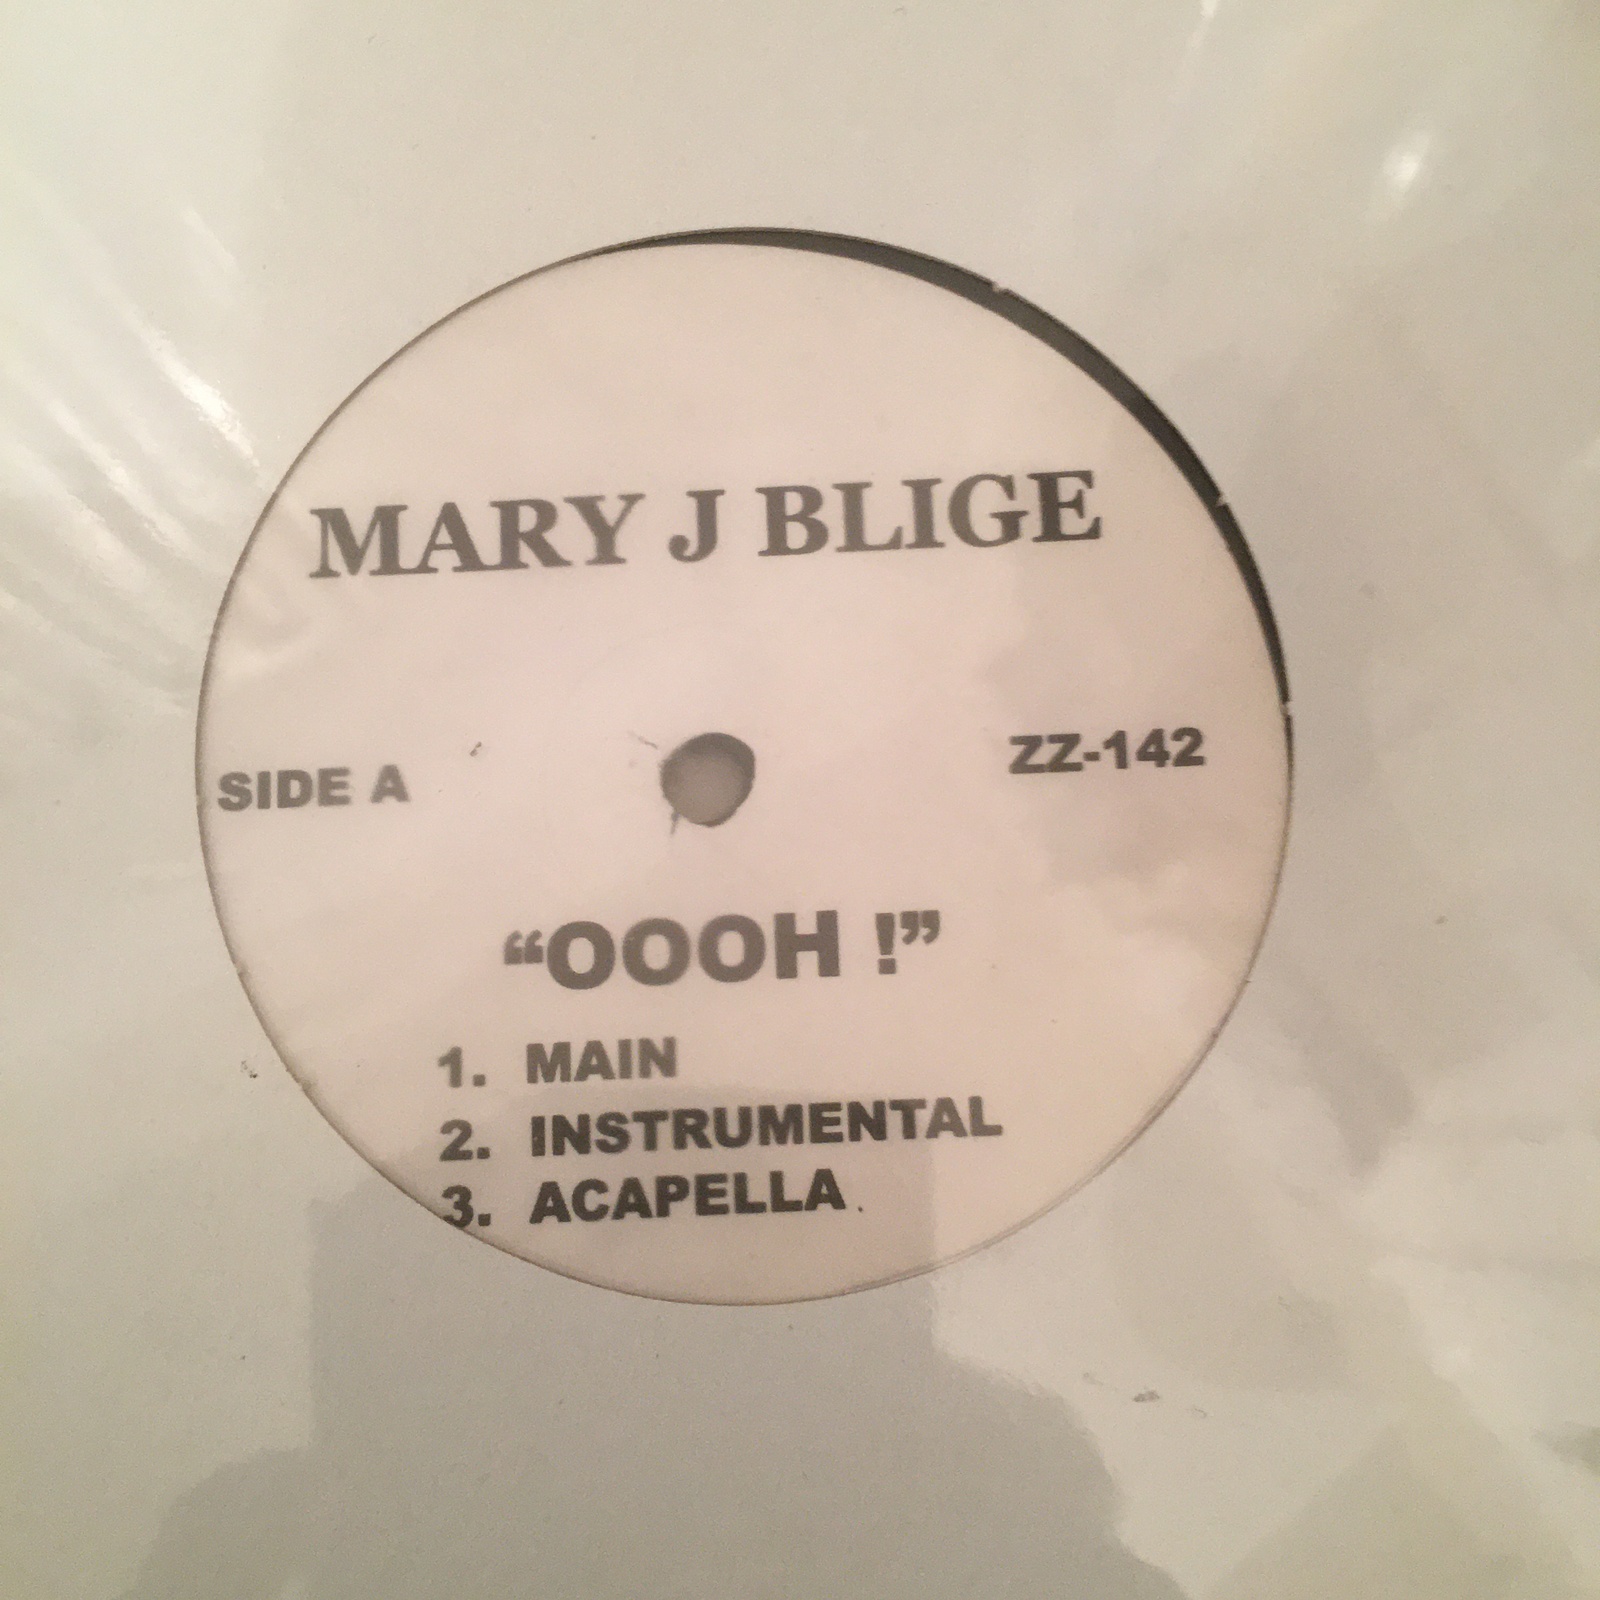 MARY J BLIGE
SIDE A
ZZ-142
“OOOH !”
1. MAIN
2. INSTRUMENTAL
3. ACAPELLA.